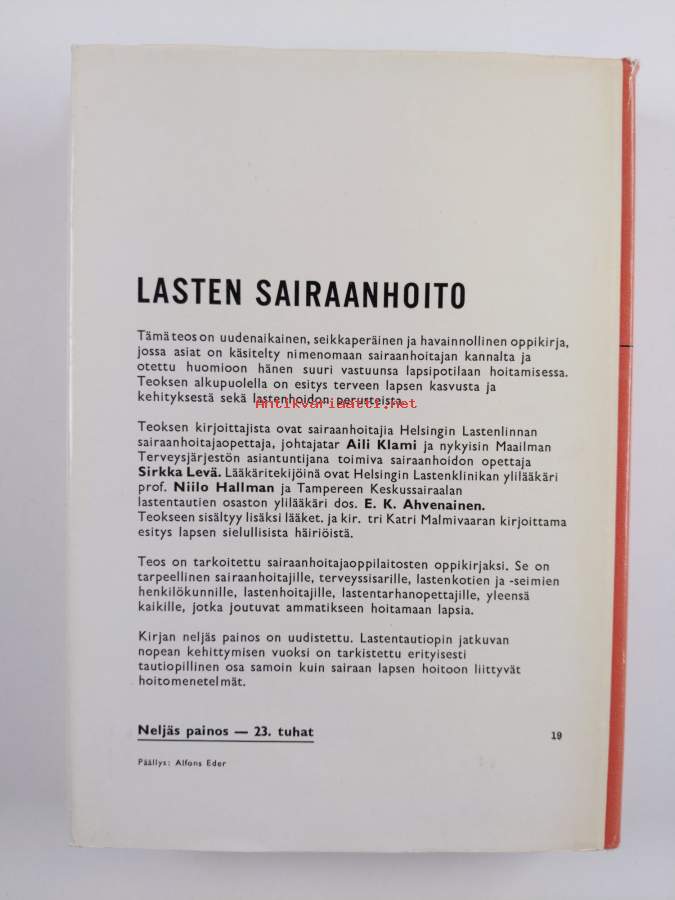 LASTEN SAIRAANHOITO
Tämä teos on uudenaikainen, seikkaperäinen ja havainnollinen oppikirja,
jossa asiat on käsitelty nimenomaan sairaanhoitajan kannalta ja
otettu huomioon hänen suuri vastuunsa lapsipotilaan hoitamisessa.
Teoksen alkupuolella on esitys terveen lapsen kasvusta ja
kehityksestä sekä lastenhoidon perusteista.
Antikvariaatti.net
Teoksen kirjoittajista ovat sairaanhoitajia Helsingin Lastenlinnan
sairaanhoitajaopettaja, johtajatar Aili Klami ja nykyisin Maailman
Terveysjärjestön asiantuntijana toimiva sairaanhoidon opettaja
Sirkka Levä. Lääkäritekijöinä ovat Helsingin Lastenklinikan ylilääkäri
prof. Niilo Hallman ja Tampereen Keskussairaalan
lastentautien osaston ylilääkäri dos. E. K. Ahvenainen.
Teokseen sisältyy lisäksi lääket. ja kir. tri Katri Malmivaaran kirjoittama
esitys lapsen sielullisista häiriöistä.
Teos on tarkoitettu sairaanhoitajaoppilaitosten oppikirjaksi. Se on
tarpeellinen sairaanhoitajille, terveyssisarille, lastenkotien ja -seimien
henkilökunnille, lastenhoitajille, lastentarhanopettajille, yleensä
kaikille, jotka joutuvat ammatikseen hoitamaan lapsia.
Kirjan neljäs painos on uudistettu. Lastentautiopin jatkuvan
nopean kehittymisen vuoksi on tarkistettu erityisesti
tautiopillinen osa samoin kuin sairaan lapsen hoitoon liittyvät
hoitomenetelmät.
Neljäs painos — 23. tuhat
19
Päällys: Alfons Eder